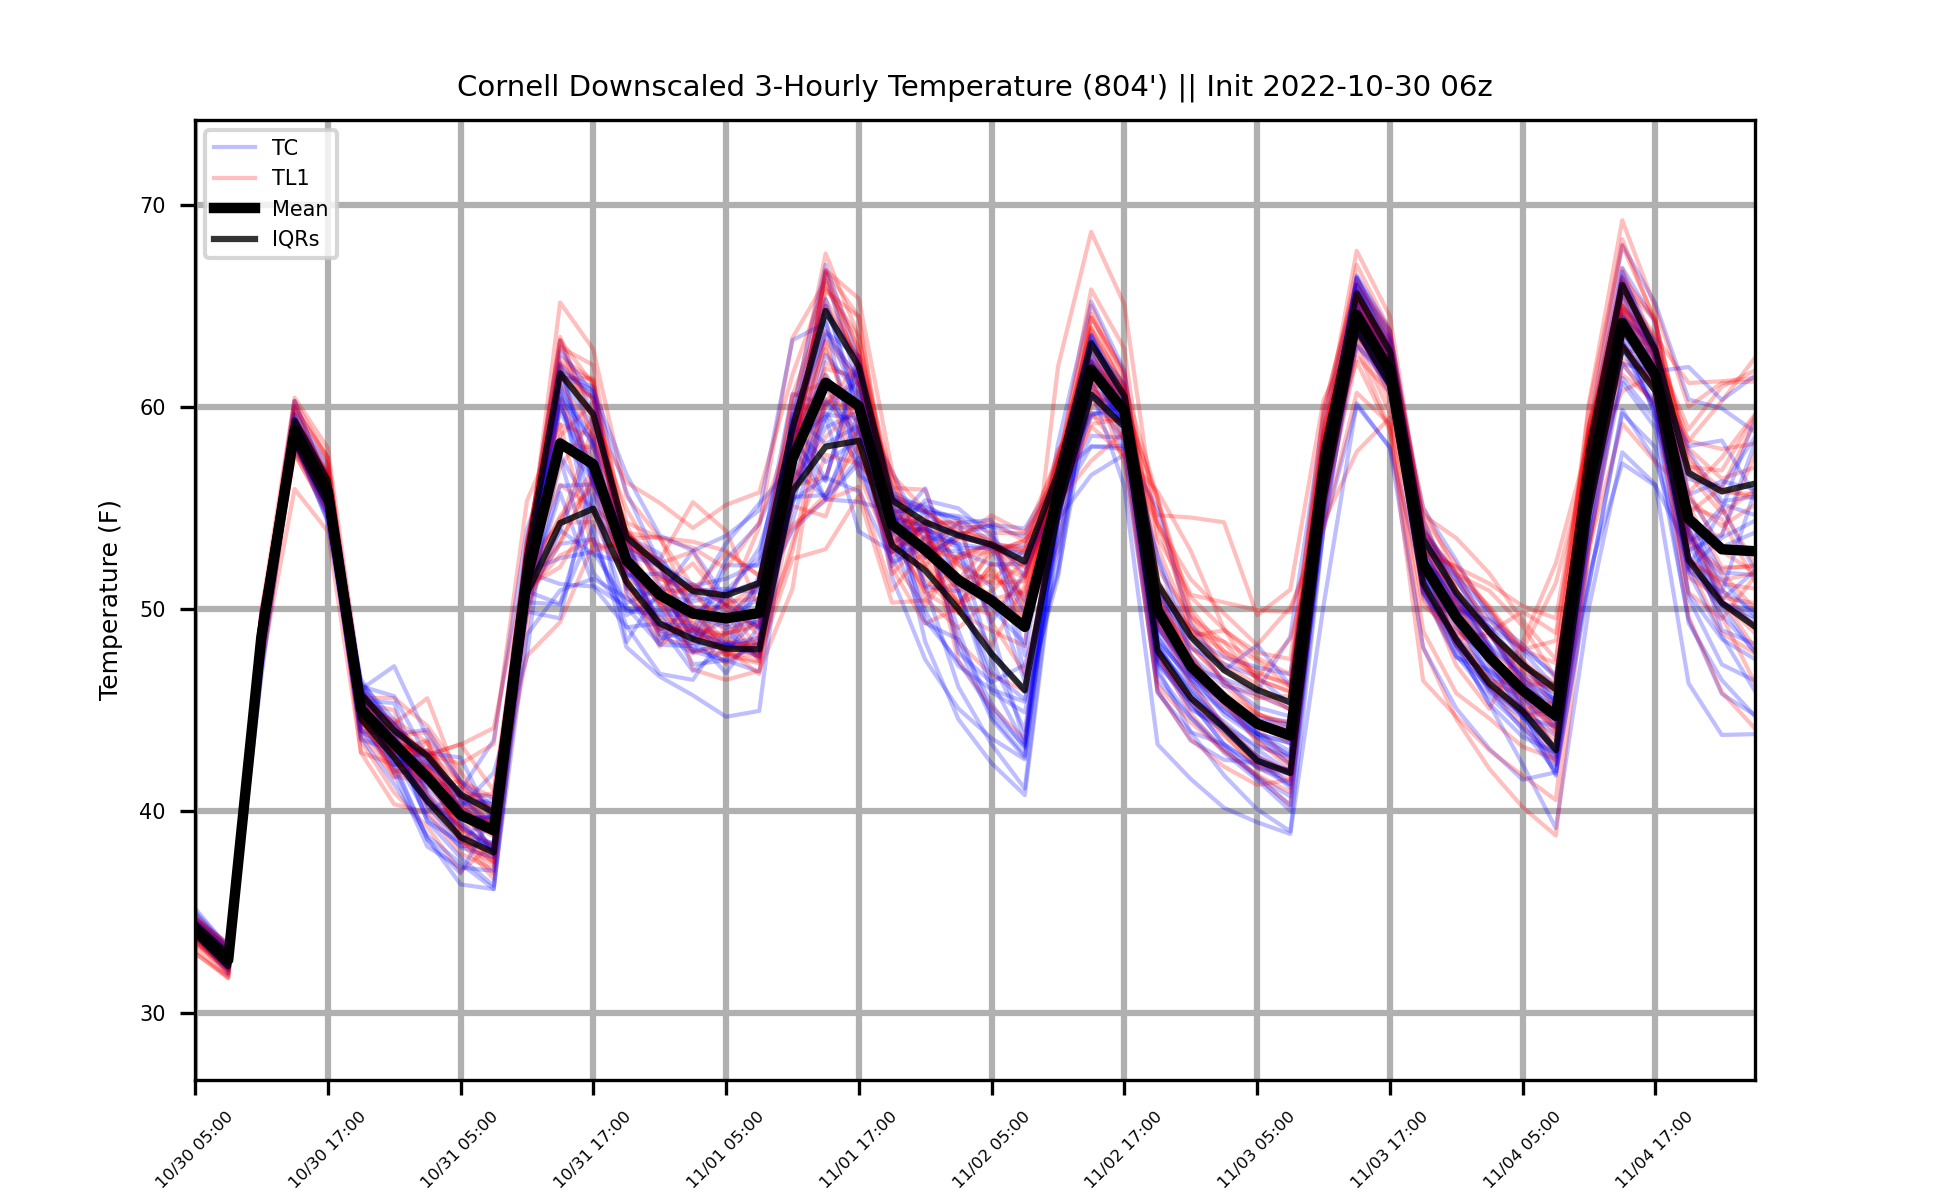 Cornell Downscaled 3-Hourly Temperature (804') || Init 2022-10-30 06z
TC
TL1
Mean
IQRs
Temperature (F)
70
60
50
40
30
10/30 05:00
10/30 17:00
10/31 05:00
10/31 17:00
11/01 05:00
11/01 17:00
11/02 05:00
11/02 17:00
11/03 05:00
11/03 17:00
11/04 05:00
11/04 17:00